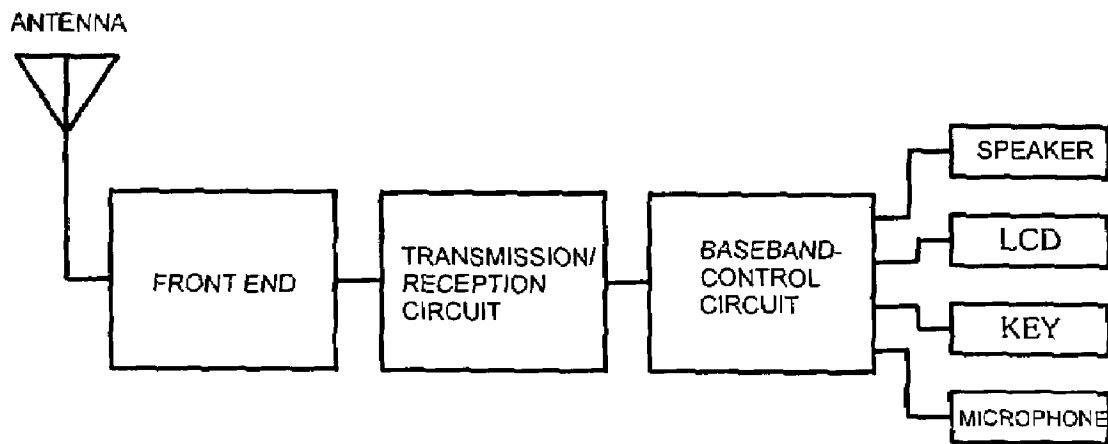 ANTENNA
FRONT END
TRANSMISSION/
RECEPTION
CIRCUIT
BASEBAND-
CONTROL
CIRCUIT
SPEAKER
LCD
KEY
MICROPHONE